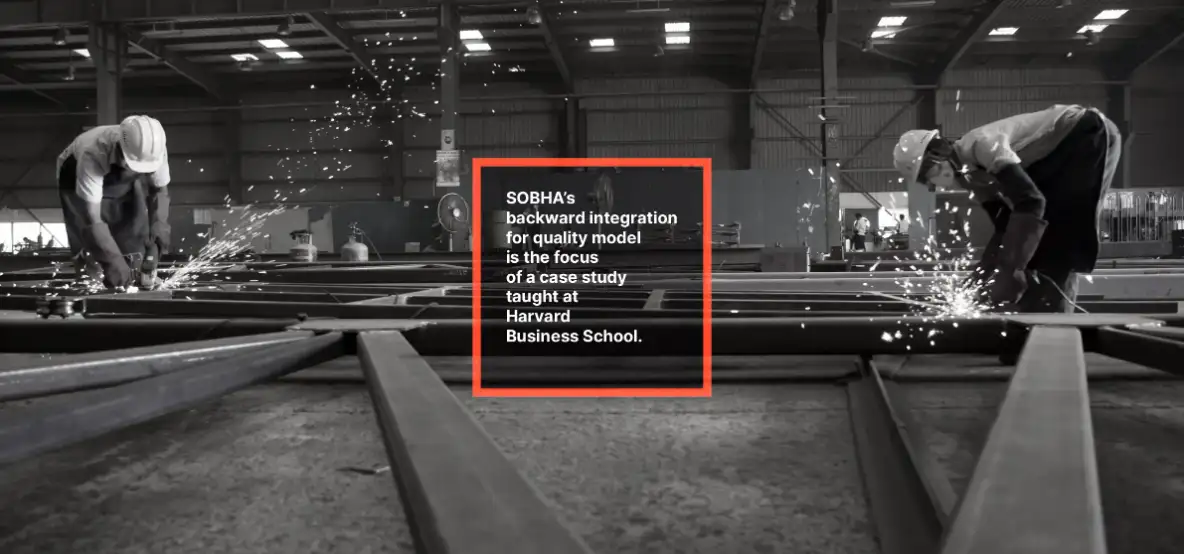 SOBHA’s
backward integration
for quality model
is the focus
of a case study
taught at
Harvard
Business School.